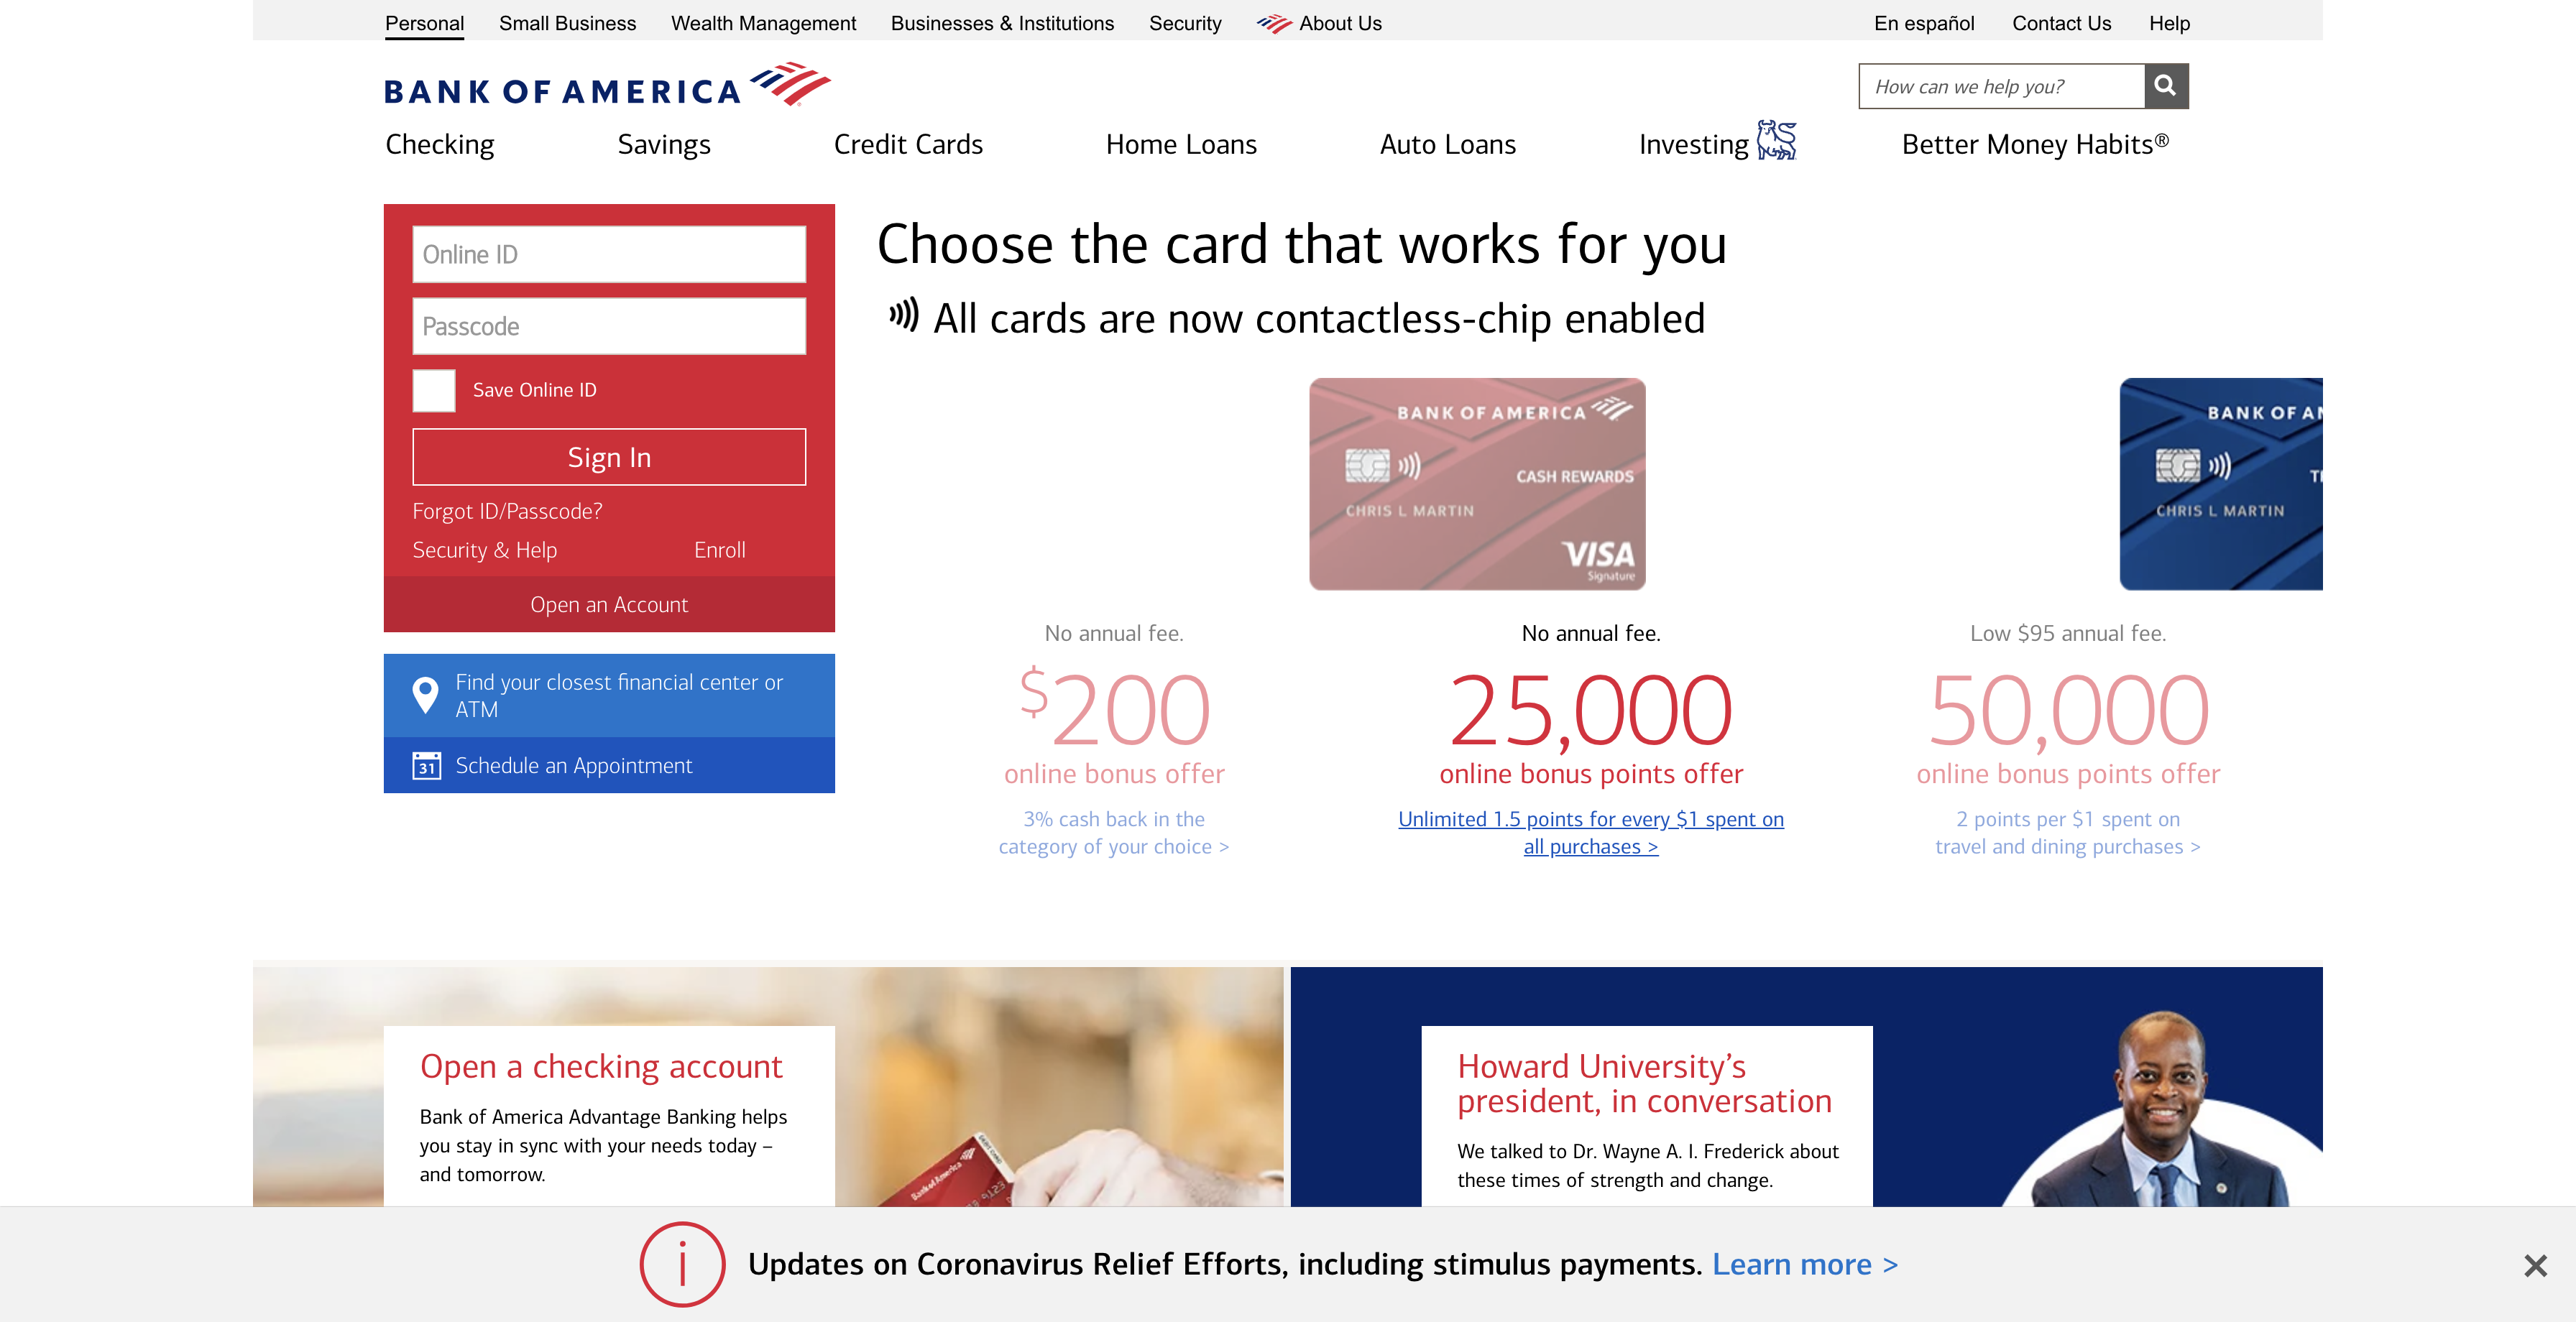 Personal Small Business Wealth Management Businesses & Institutions Security About Us En español Contact Us Help
BANK OF AMERICA
How can we help you?
Checking Savings Credit Cards Home Loans Auto Loans Investing Better Money Habits®
Online ID
Passcode
Save Online ID
Sign In
Forgot ID/Passcode?
Security & Help Enroll
Open an Account
31
Find your closest financial center or
ATM
Schedule an Appointment
Choose the card that works for you
All cards are now contactless-chip enabled
BANK OF AMERICA
CASH REWARDS
CHRIS L MARTIN
VISA
Signature
BANK OF A
CHRIS L MARTIN
No annual fee.
$200
online bonus offer
3% cash back in the
category of your choice >
No annual fee.
25,000
online bonus points offer
Unlimited 1.5 points for every $1 spent on
all purchases >
Low $95 annual fee.
50,000
online bonus points offer
2 points per $1 spent on
travel and dining purchases >
Open a checking account
Bank of America Advantage Banking helps
you stay in sync with your needs today –
and tomorrow.
Bank of America
Howard University’s
president, in conversation
We talked to Dr. Wayne A. I. Frederick about
these times of strength and change.
Updates on Coronavirus Relief Efforts, including stimulus payments. Learn more >